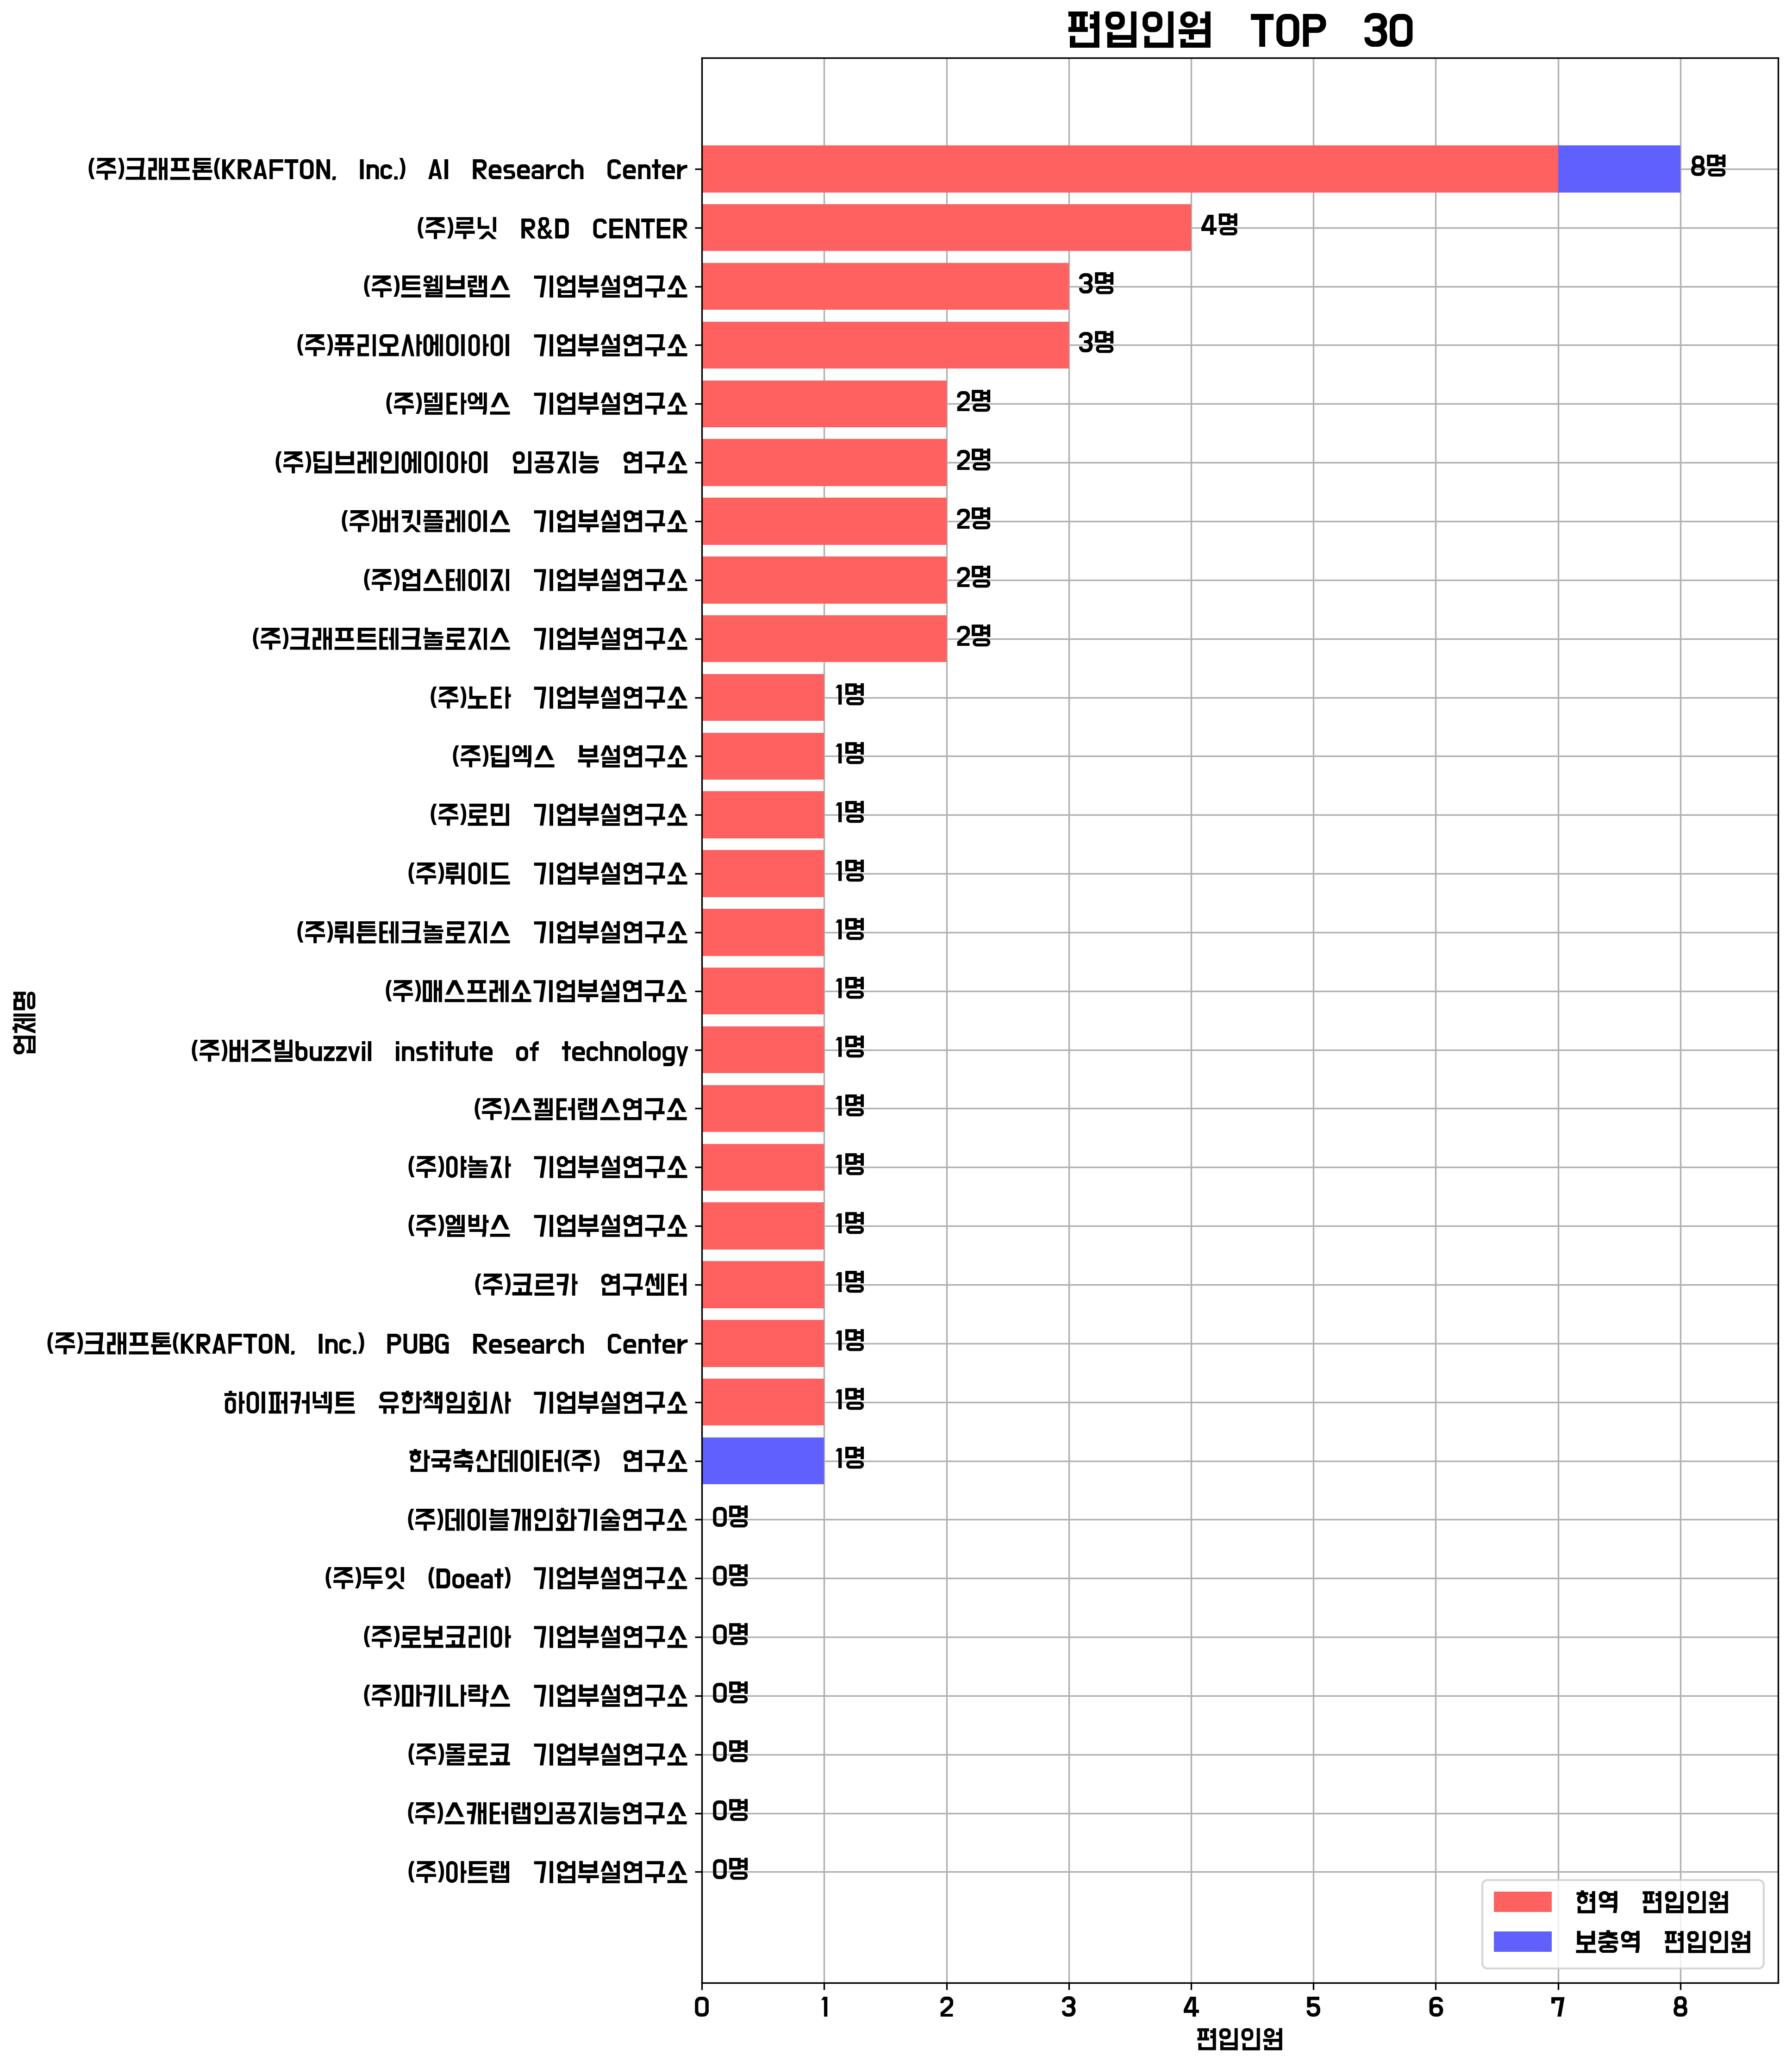 편입인원 TOP 30
(주)크래프톤(KRAFTON, Inc.) AI Research Center 8명
(주)루닛 R&D CENTER 4명
(주)트웰브랩스 기업부설연구소 3명
(주)퓨리오사에이아이 기업부설연구소 3명
(주)델타엑스 기업부설연구소 2명
(주)딥브레인에이아이 인공지능 연구소 2명
(주)버킷플레이스 기업부설연구소 2명
(주)업스테이지 기업부설연구소 2명
(주)크래프트테크놀로지스 기업부설연구소 2명
(주)노타 기업부설연구소 1명
(주)딥엑스 부설연구소 1명
(주)로민 기업부설연구소 1명
(주)뤼이드 기업부설연구소 1명
(주)뤼튼테크놀로지스 기업부설연구소 1명
(주)매스프레소기업부설연구소 1명
(주)버즈빌buzzvil institute of technology 1명
(주)스켈터랩스연구소 1명
(주)야놀자 기업부설연구소 1명
(주)엘박스 기업부설연구소 1명
(주)코르카 연구센터 1명
(주)크래프톤(KRAFTON, Inc.) PUBG Research Center 1명
하이퍼커넥트 유한책임회사 기업부설연구소 1명
한국축산데이터(주) 연구소 1명
(주)데이블개인화기술연구소 0명
(주)두잇 (Doeat) 기업부설연구소 0명
(주)로보코리아 기업부설연구소 0명
(주)마키나락스 기업부설연구소 0명
(주)몰로코 기업부설연구소 0명
(주)스캐터랩인공지능연구소 0명
(주)아트랩 기업부설연구소 0명
업체명
현역 편입인원
보충역 편입인원
0 1 2 3 4 5 6 7 8
편입인원